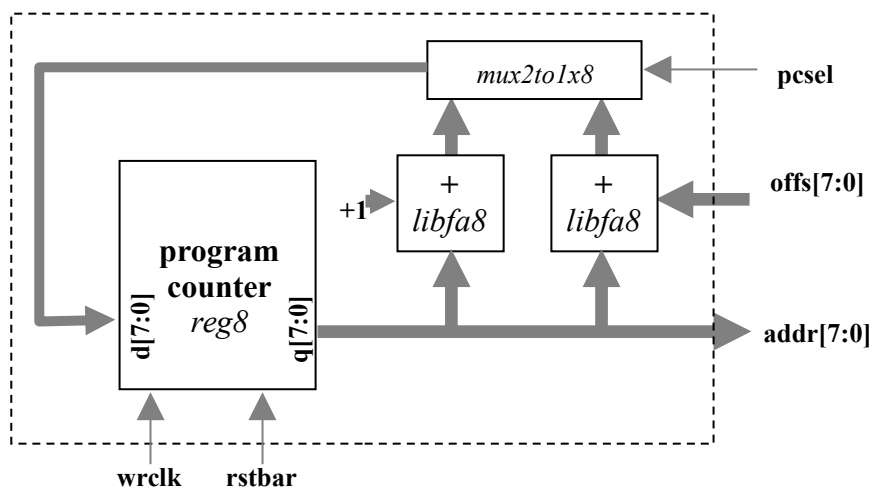 mux2to1x8
pcsel
+
libfa8
+
libfa8
+1
offs[7:0]
program
counter
reg8
d[7:0]
q[7:0]
addr[7:0]
wrclk
rstbar